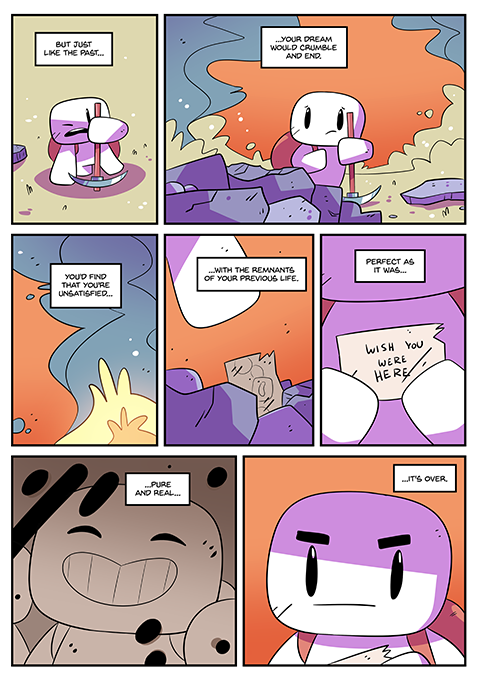 BUT JUST
LIKE THE PAST...
...YOUR DREAM
WOULD CRUMBLE
AND END.
YOU'D FIND
THAT YOU'RE
UNSATISFIED...
...WITH THE REMNANTS
OF YOUR PREVIOUS LIFE.
PERFECT AS
IT WAS...
WISH YOU
WERE
HERE.
...PURE
AND REAL...
...IT'S OVER.